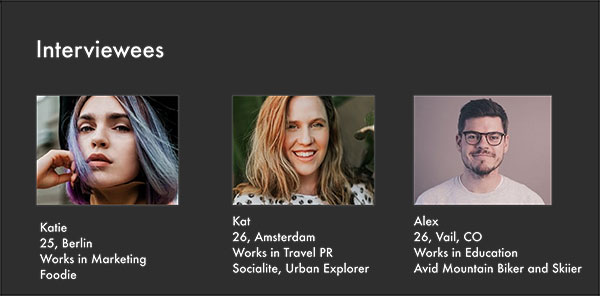 Interviewees
Katie
25, Berlin
Works in Marketing
Foodie
Kat
26, Amsterdam
Works in Travel PR
Socialite, Urban Explorer
Alex
26, Vail, CO
Works in Education
Avid Mountain Biker and Skiier